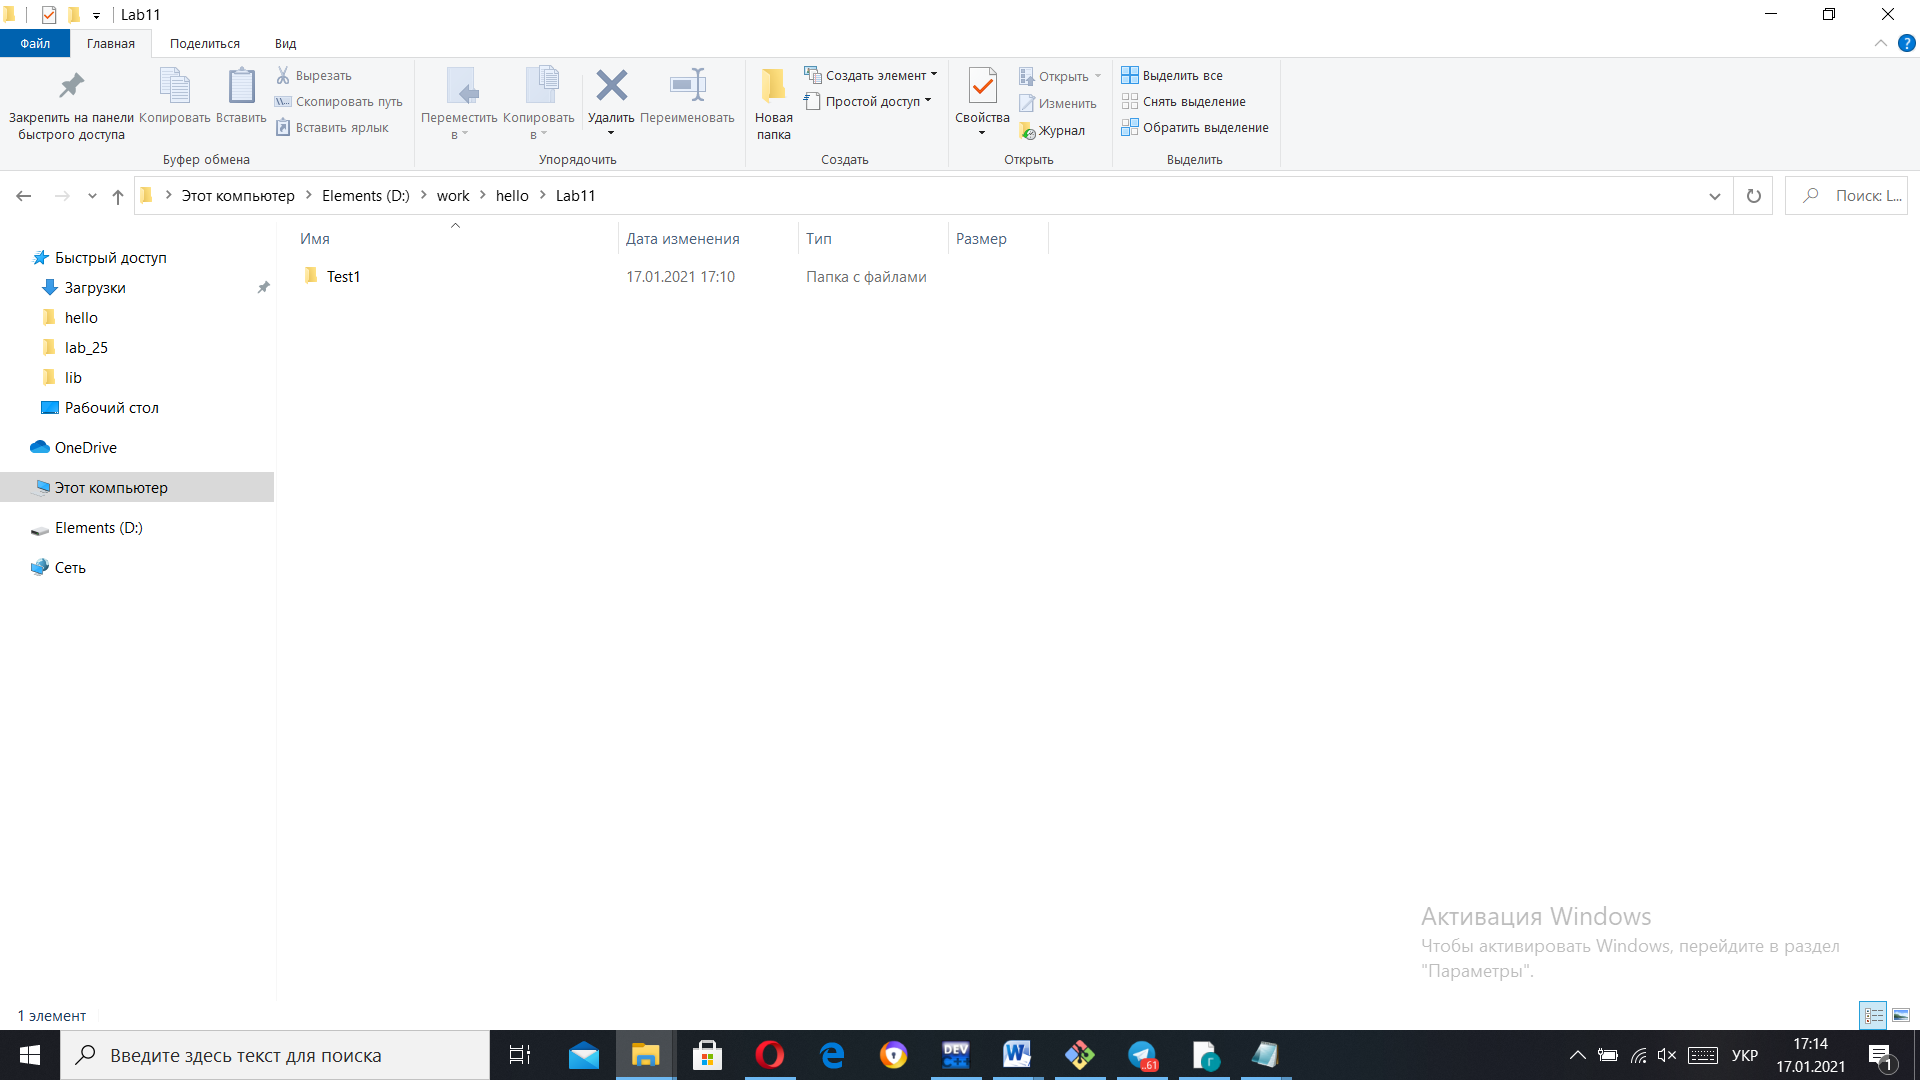 Lab11
Файл
Главная
Поделиться
Вид
Закрепить на панели
быстрого доступа
Копировать
Вставить
Вырезать
Скопировать путь
Вставить ярлык
Буфер обмена
Переместить
в
Копировать
в
Удалить
Переименовать
Упорядочить
Новая
папка
Создать элемент
Простой доступ
Создать
Свойства
Открыть
Изменить
Журнал
Открыть
Выделить все
Снять выделение
Обратить выделение
Выделить
Этот компьютер
Elements (D:)
work
hello
Lab11
Поиск: L...
Имя
Дата изменения
Тип
Размер
Test1
17.01.2021 17:10
Папка с файлами
Быстрый доступ
Загрузки
hello
lab_25
lib
Рабочий стол
OneDrive
Этот компьютер
Elements (D:)
Сеть
Активация Windows
Чтобы активировать Windows, перейдите в раздел
"Параметры".
1 элемент
Введите здесь текст для поиска
DEV
C++
W
..61
г
УКР
17:14
17.01.2021
1